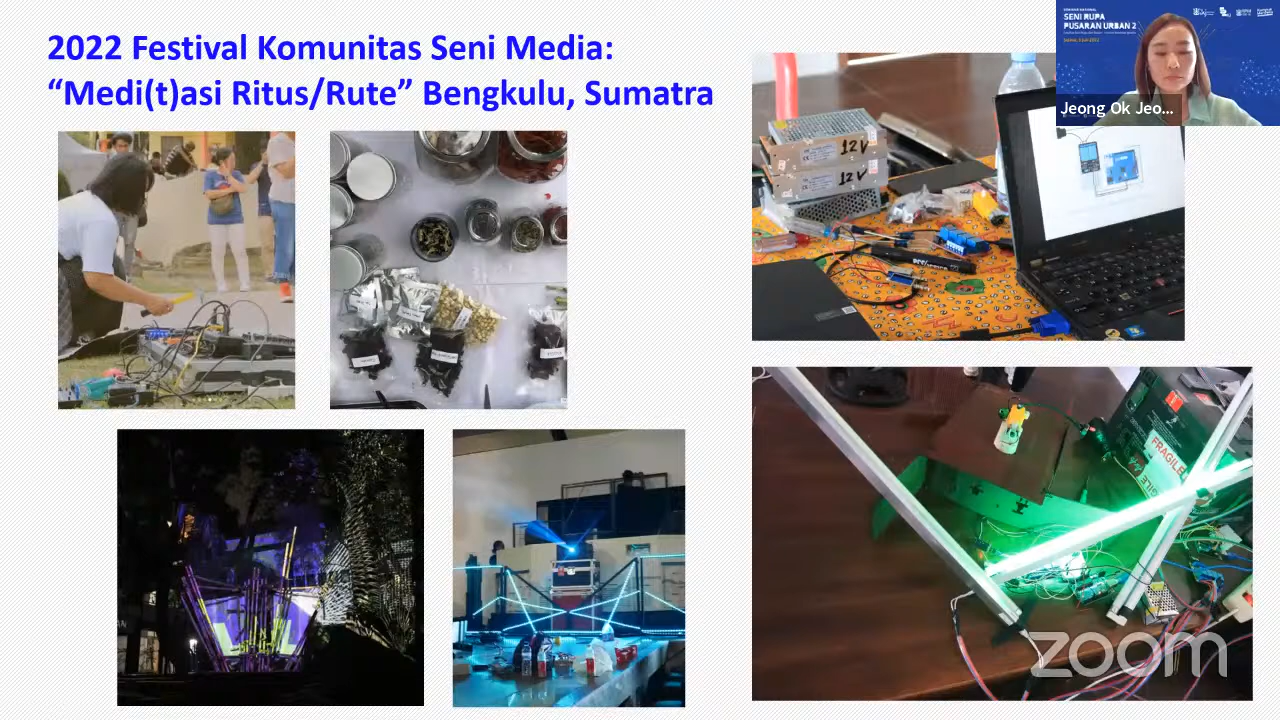 2022 Festival Komunitas Seni Media:
“Medi(t)asi Ritus/Rute” Bengkulu, Sumatra
SENI RUPA
PUSARAN URBAN 2
Jeong Ok Jeo...
12V
12V
FRAGILE
zoom